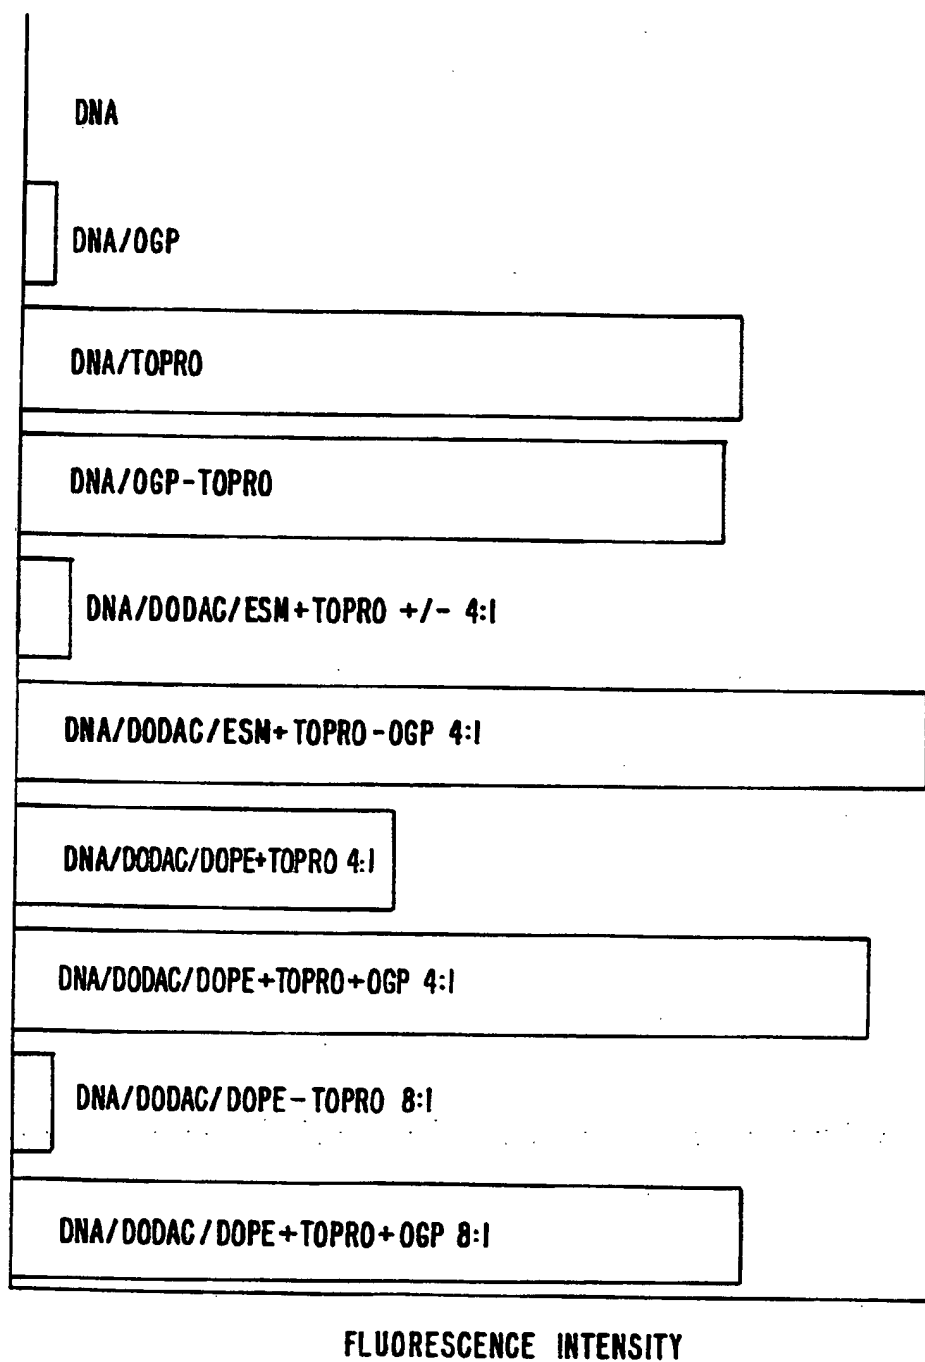 DNA
DNA/OGP
DNA/TOPRO
DNA/OGP-TOPRO
DNA/DODAC/ESM+TOPRO +/- 4:1
DNA/DODAC/ESM+TOPRO-OGP 4:1
DNA/DODAC/DOPE+TOPRO 4:1
DNA/DODAC/DOPE+TOPRO+OGP 4:1
DNA/DODAC/DOPE-TOPRO 8:1
DNA/DODAC/DOPE+TOPRO+OGP 8:1
FLUORESCENCE INTENSITY